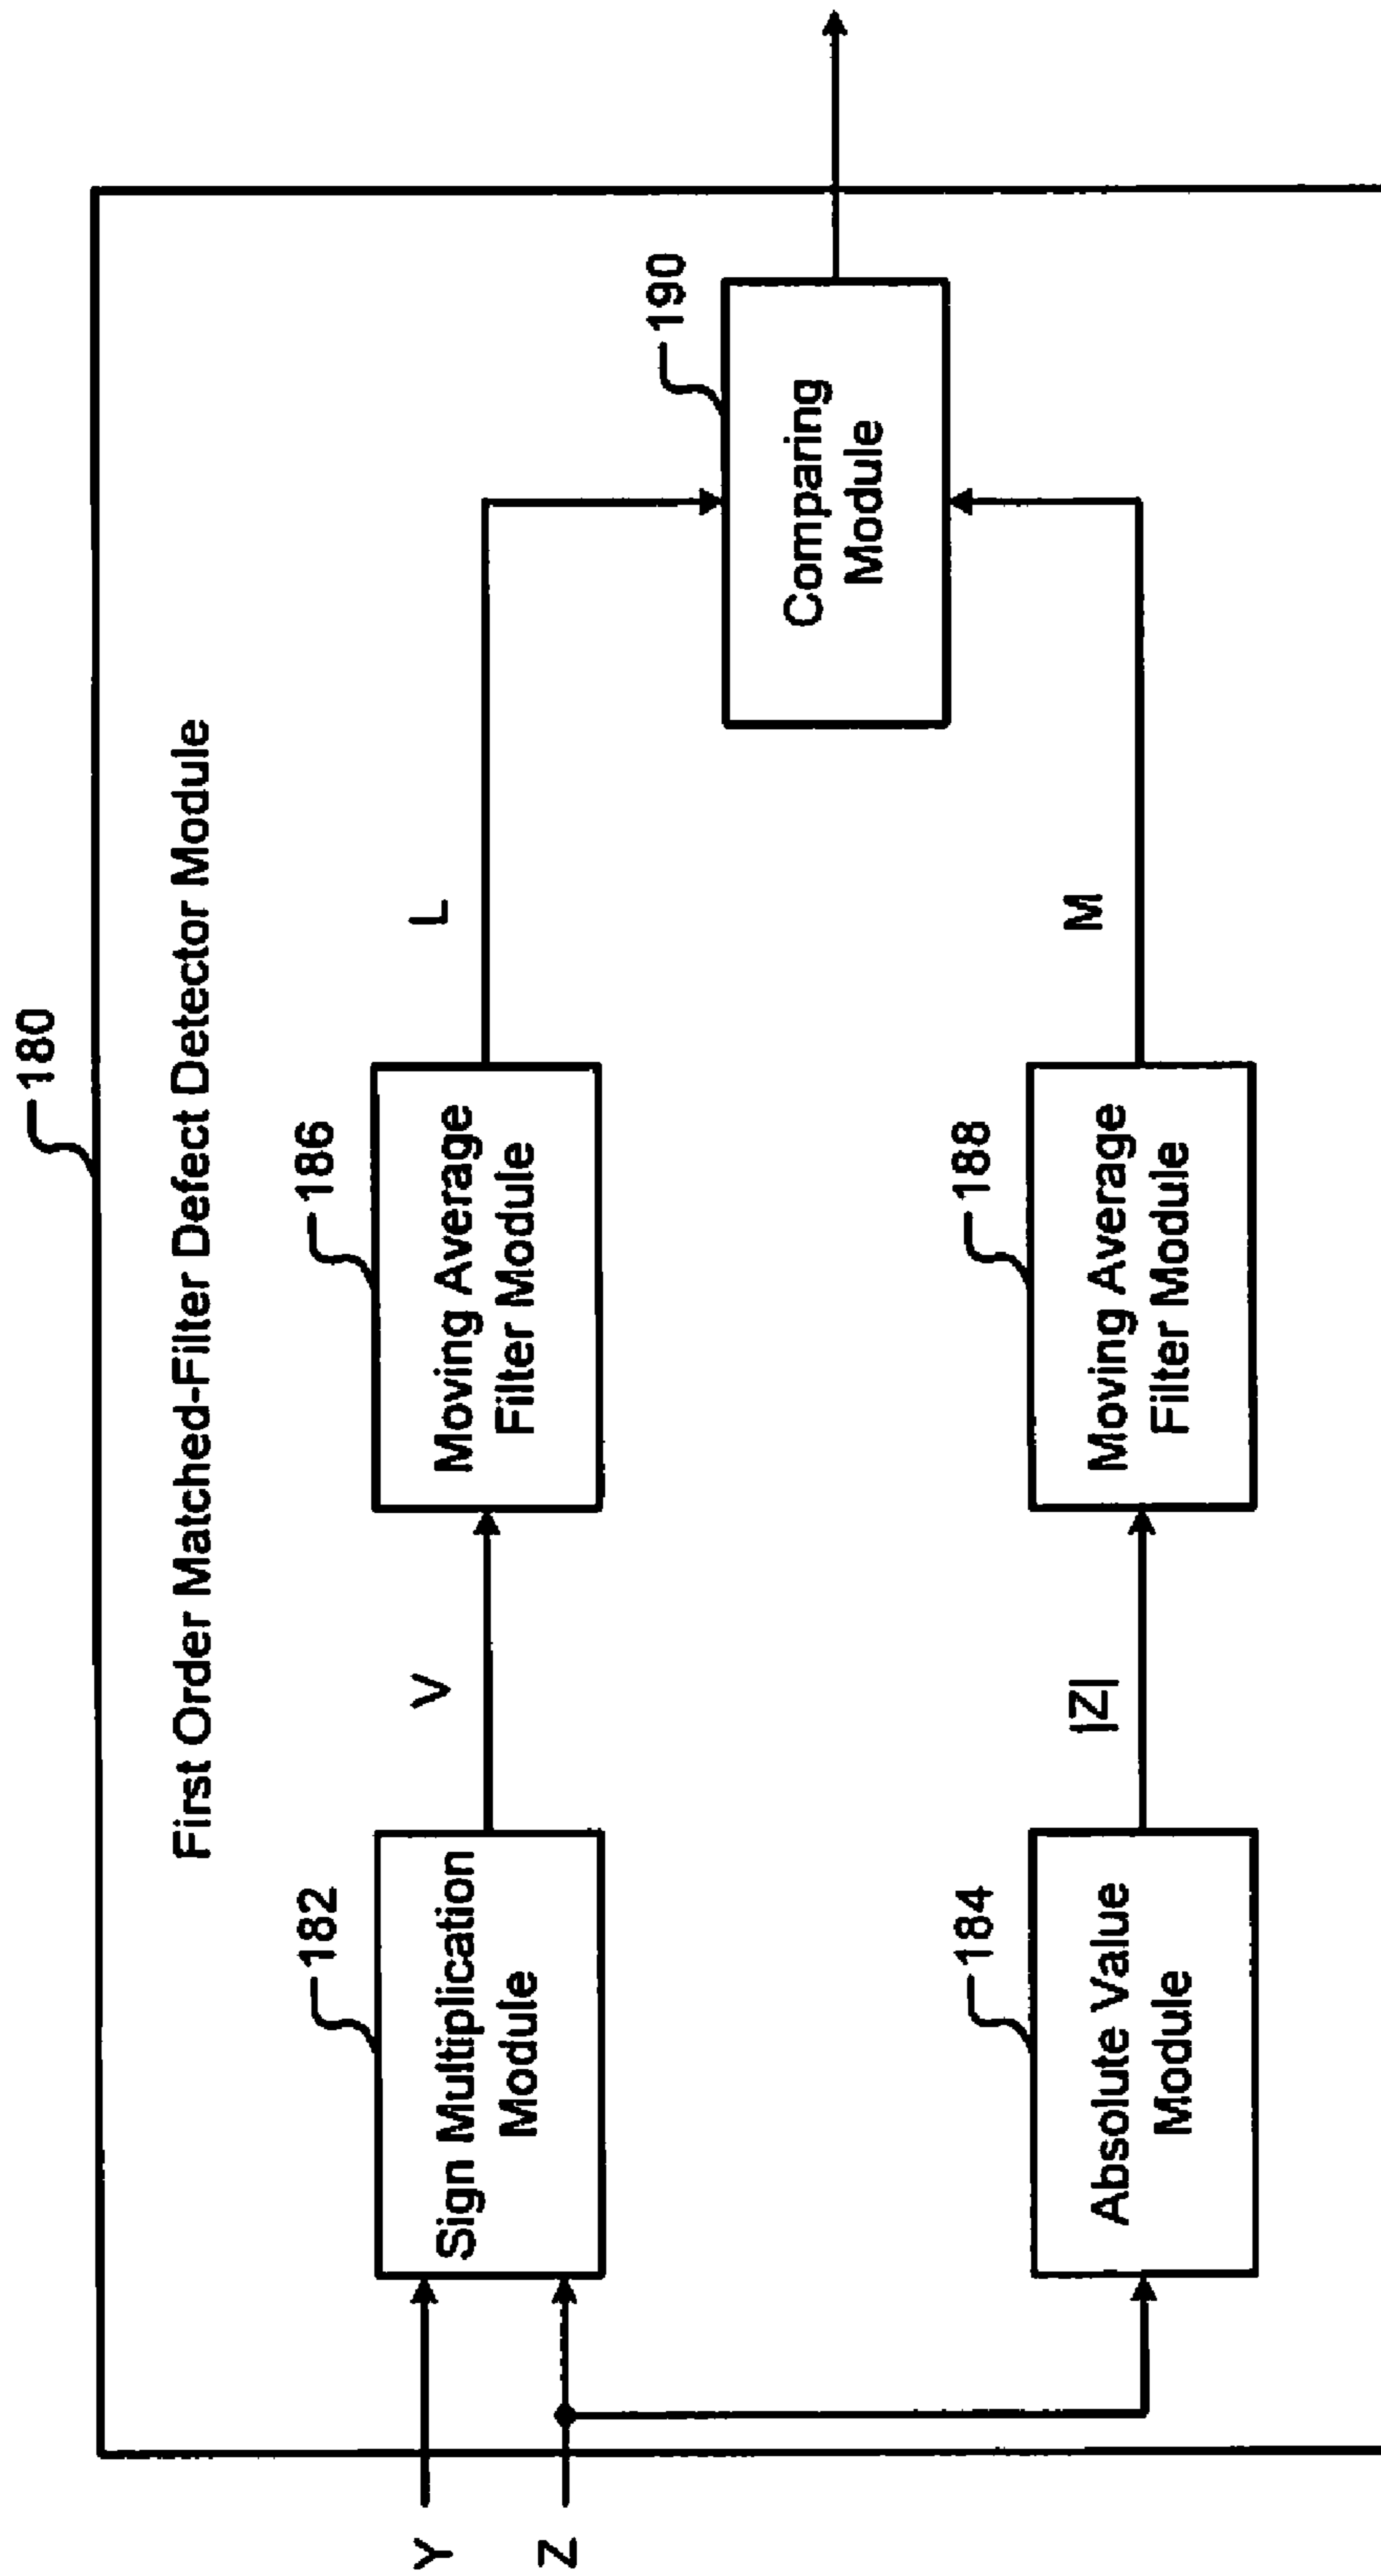 180
First Order Matched-Filter Defect Detector Module
Y
Z
182
Sign Multiplication
Module
V
186
Moving Average
Filter Module
L
190
Comparing
Module
184
Absolute Value
Module
|Z|
188
Moving Average
Filter Module
M